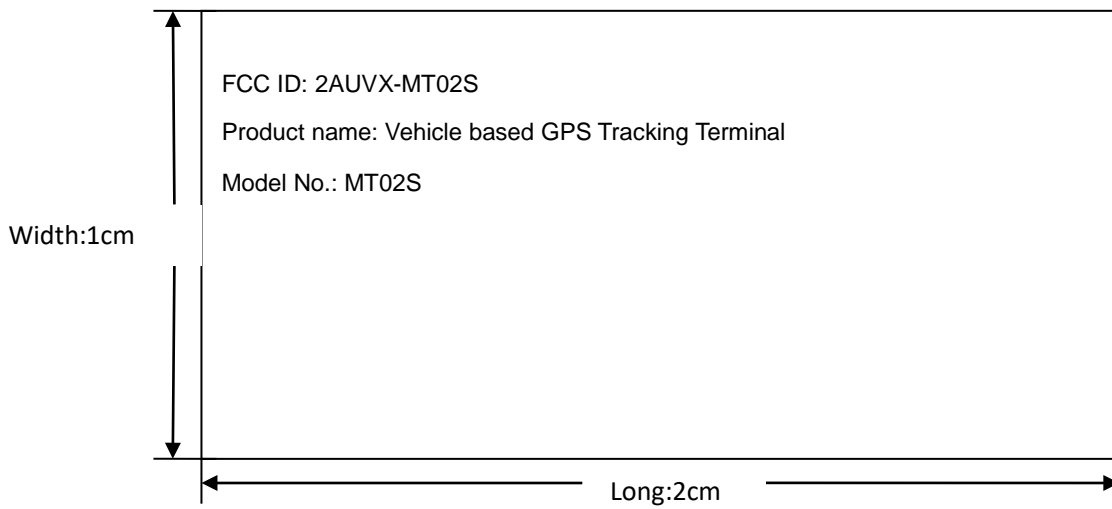 FCC ID: 2AUVX-MT02S
Product name: Vehicle based GPS Tracking Terminal
Model No.: MT02S
Width:1cm
Long:2cm